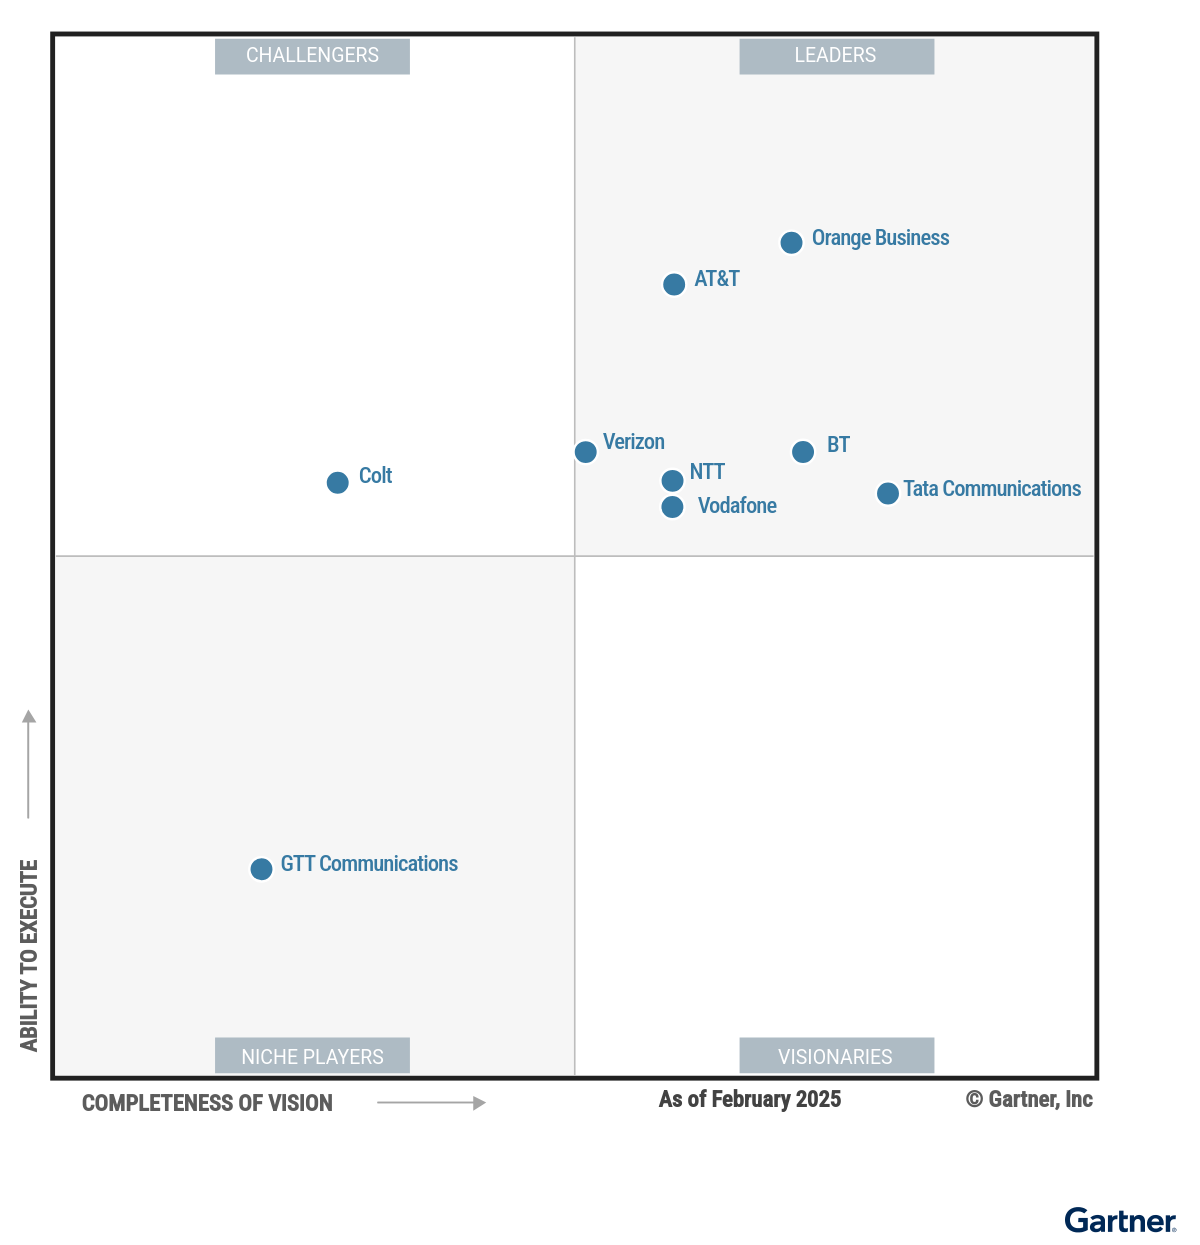 CHALLENGERS
LEADERS
Orange Business
AT&T
Verizon
BT
NTT
Colt
Tata Communications
Vodafone
GTT Communications
ABILITY TO EXECUTE
NICHE PLAYERS
VISIONARIES
COMPLETENESS OF VISION
As of February 2025
© Gartner, Inc
Gartner®